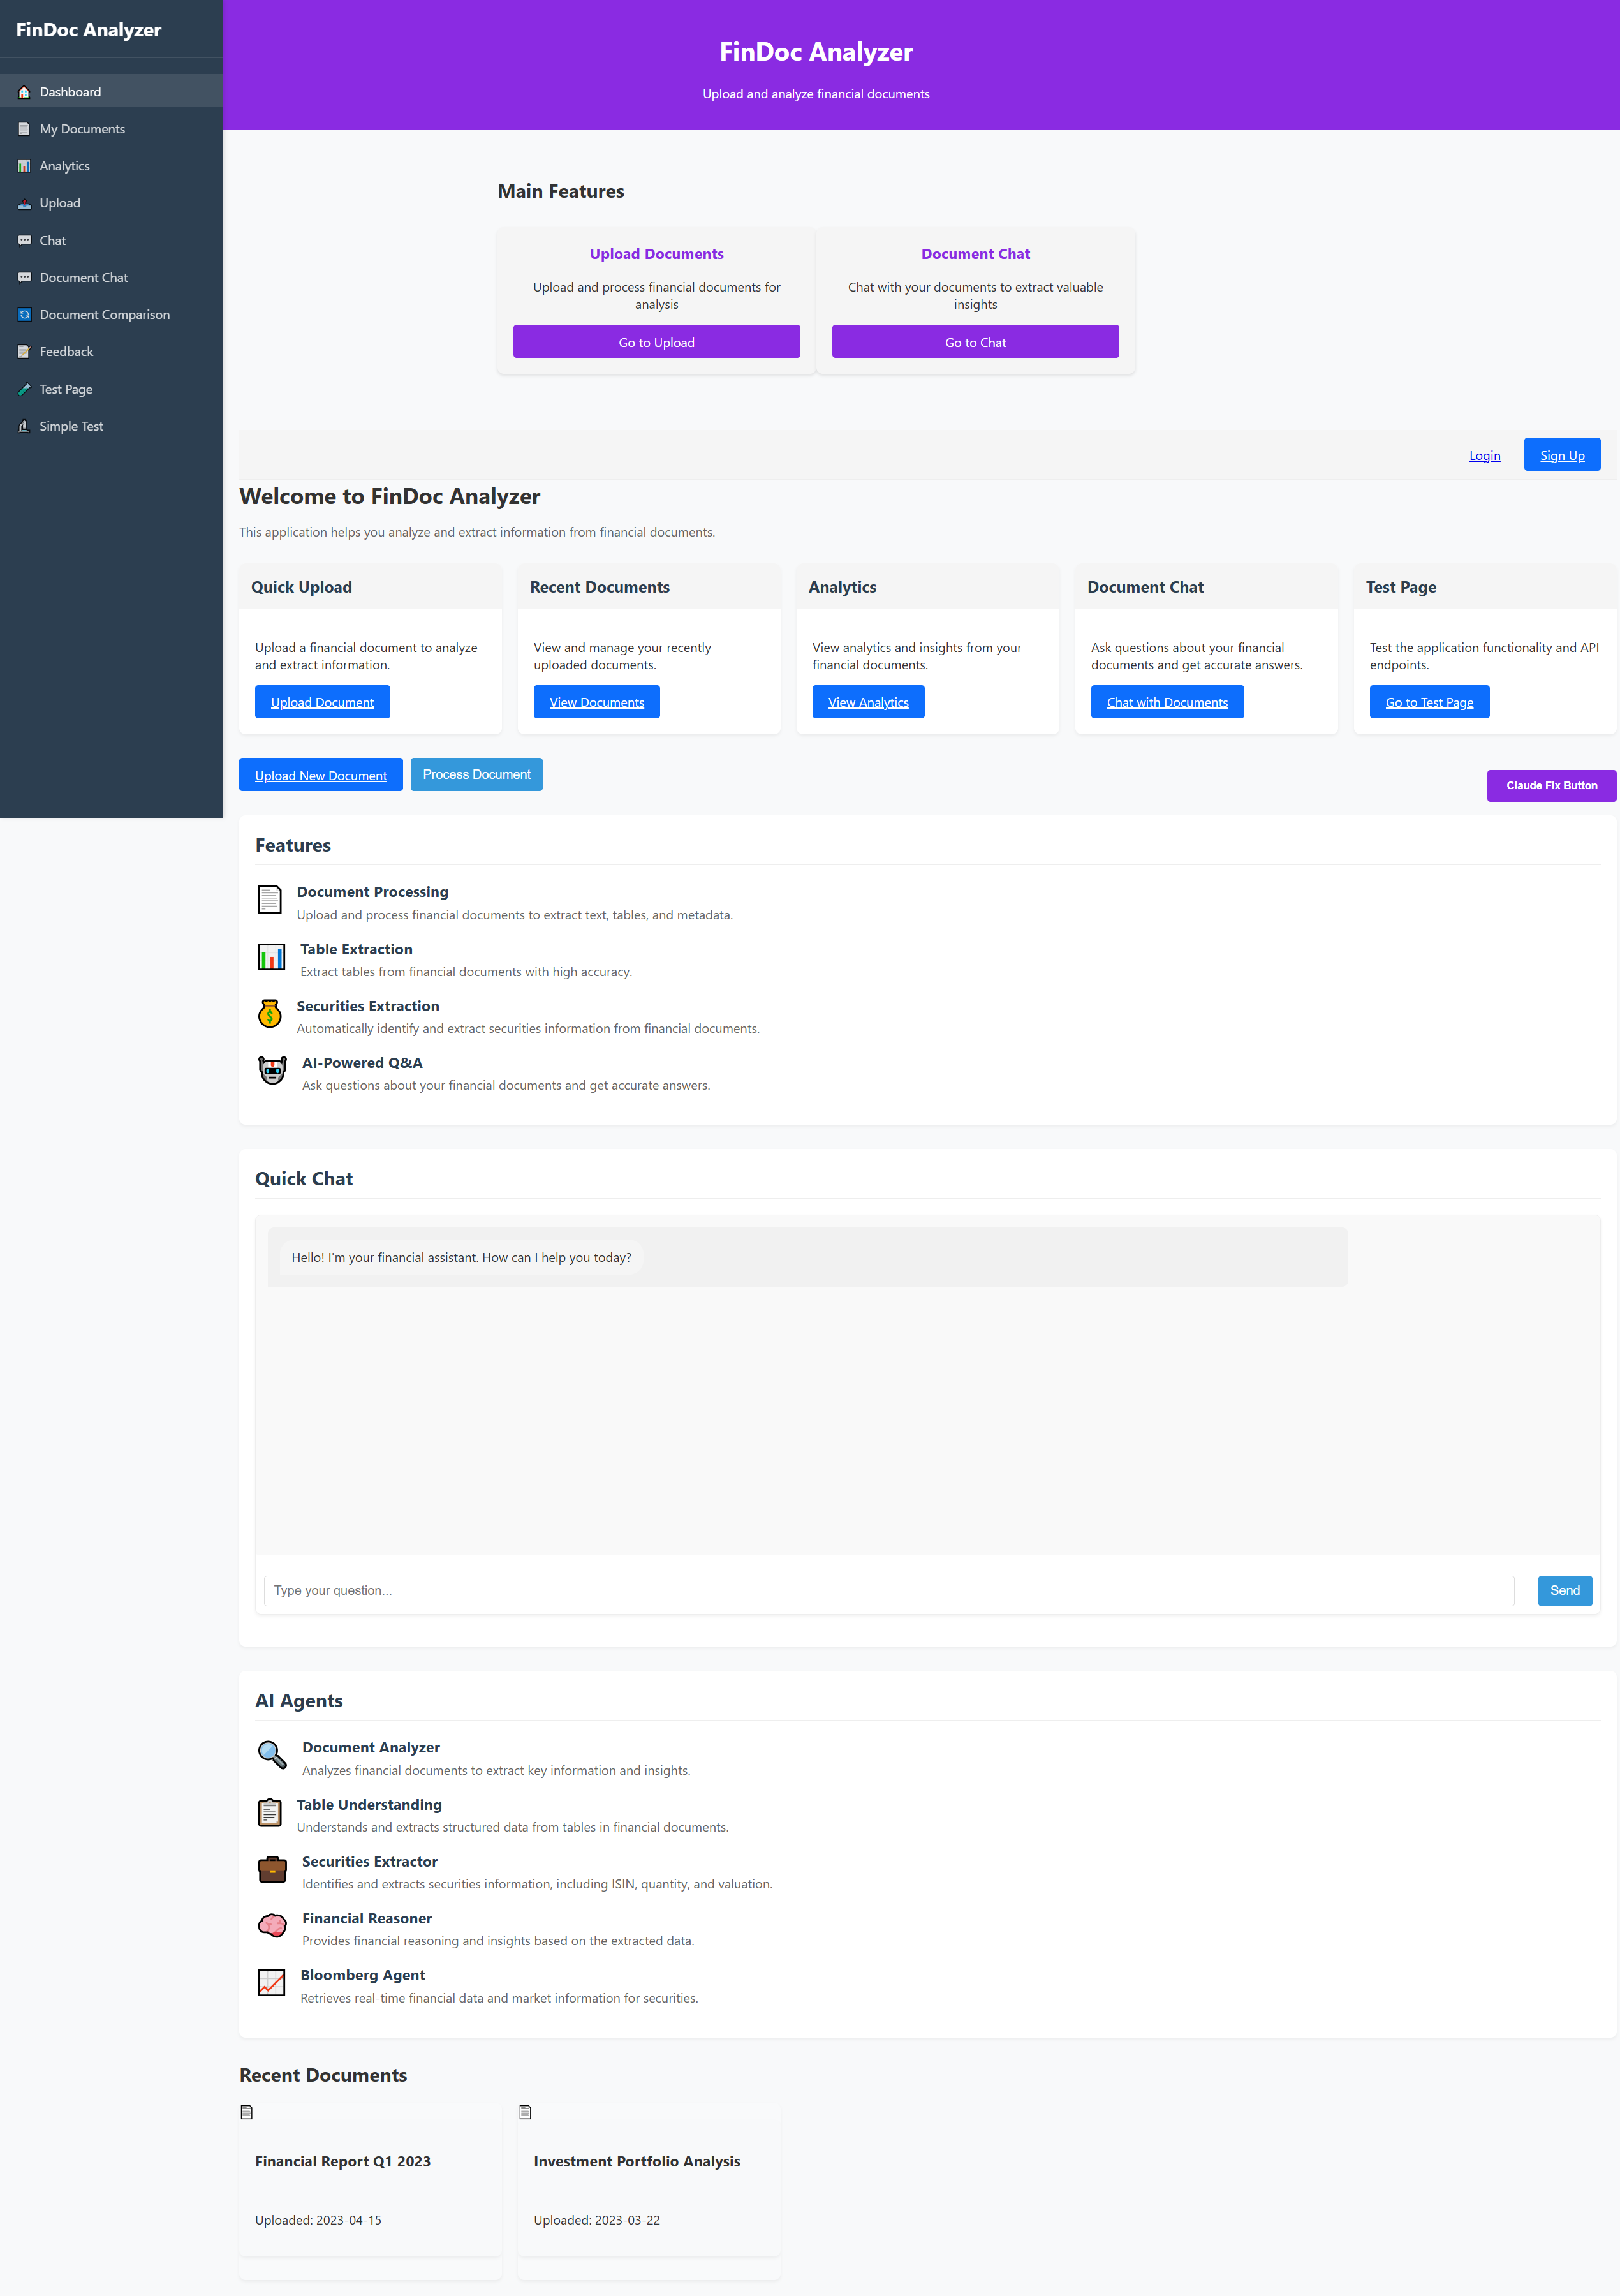 FinDoc Analyzer
Dashboard
My Documents
Analytics
Upload
Chat
Document Chat
Document Comparison
Feedback
Test Page
Simple Test
FinDoc Analyzer
Upload and analyze financial documents
Main Features
Upload Documents
Upload and process financial documents for
analysis
Go to Upload
Document Chat
Chat with your documents to extract valuable
insights
Go to Chat
Login
Sign Up
Welcome to FinDoc Analyzer
This application helps you analyze and extract information from financial documents.
Quick Upload
Upload a financial document to analyze
and extract information.
Upload Document
Recent Documents
View and manage your recently
uploaded documents.
View Documents
Analytics
View analytics and insights from your
financial documents.
View Analytics
Document Chat
Ask questions about your financial
documents and get accurate answers.
Chat with Documents
Test Page
Test the application functionality and API
endpoints.
Go to Test Page
Upload New Document
Process Document
Claude Fix Button
Features
Document Processing
Upload and process financial documents to extract text, tables, and metadata.
Table Extraction
Extract tables from financial documents with high accuracy.
Securities Extraction
Automatically identify and extract securities information from financial documents.
AI-Powered Q&A
Ask questions about your financial documents and get accurate answers.
Quick Chat
Hello! I'm your financial assistant. How can I help you today?
Type your question...
Send
AI Agents
Document Analyzer
Analyzes financial documents to extract key information and insights.
Table Understanding
Understands and extracts structured data from tables in financial documents.
Securities Extractor
Identifies and extracts securities information, including ISIN, quantity, and valuation.
Financial Reasoner
Provides financial reasoning and insights based on the extracted data.
Bloomberg Agent
Retrieves real-time financial data and market information for securities.
Recent Documents
Financial Report Q1 2023
Uploaded: 2023-04-15
Investment Portfolio Analysis
Uploaded: 2023-03-22